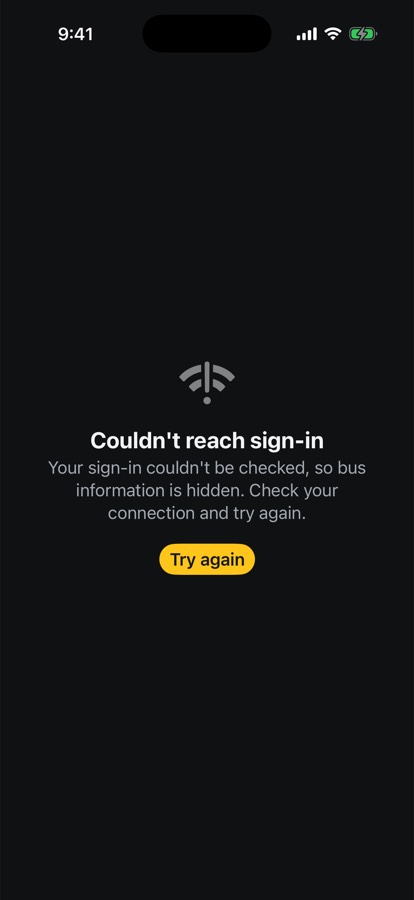 9:41
Couldn't reach sign-in
Your sign-in couldn't be checked, so bus
information is hidden. Check your
connection and try again.
Try again